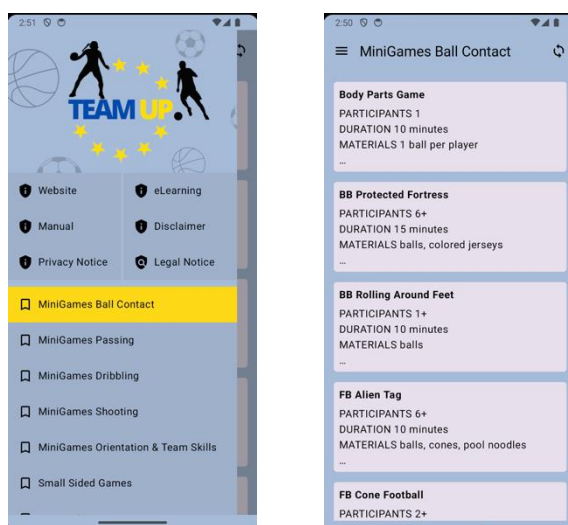 2:51
TEAM UP.
Website
eLearning
Manual
Disclaimer
Privacy Notice
Legal Notice
MiniGames Ball Contact
MiniGames Passing
MiniGames Dribbling
MiniGames Shooting
MiniGames Orientation & Team Skills
Small Sided Games
2:50
MiniGames Ball Contact
Body Parts Game
PARTICIPANTS 1
DURATION 10 minutes
MATERIALS 1 ball per player
…
BB Protected Fortress
PARTICIPANTS 6+
DURATION 15 minutes
MATERIALS balls, colored jerseys
…
BB Rolling Around Feet
PARTICIPANTS 1+
DURATION 10 minutes
MATERIALS balls
…
FB Alien Tag
PARTICIPANTS 6+
DURATION 10 minutes
MATERIALS balls, cones, pool noodles
…
FB Cone Football
PARTICIPANTS 2+